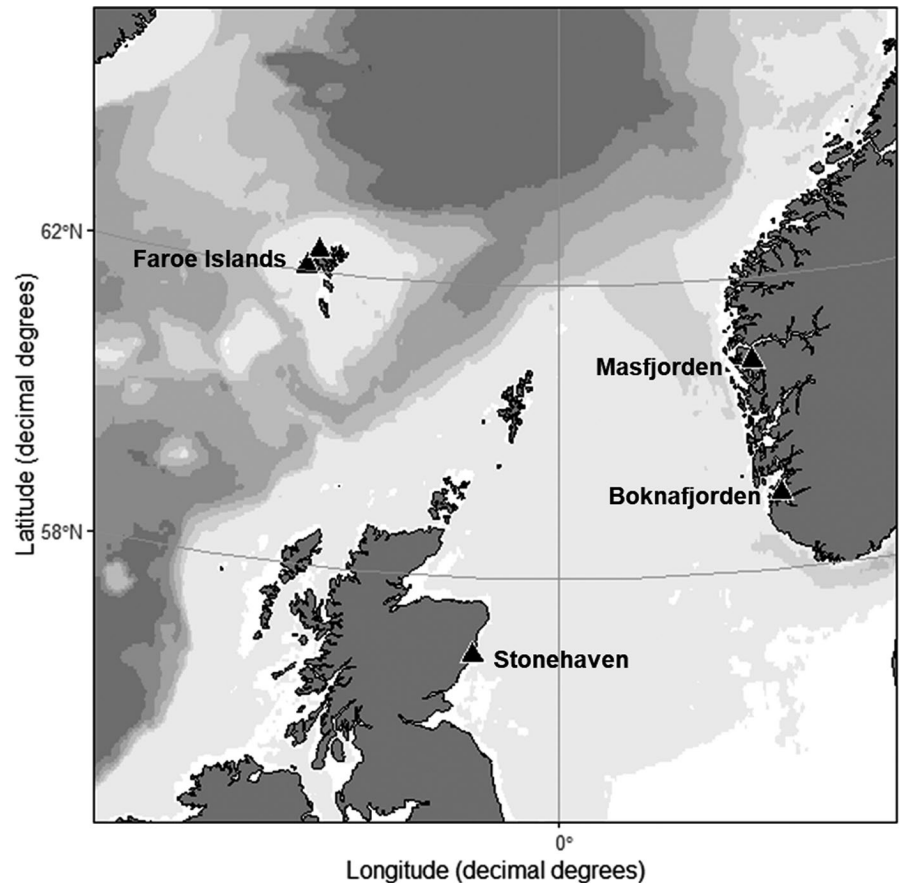 62°N
Faroe Islands
Masfjorden
Boknafjorden
58°N
Stonehaven
0°
Latitude (decimal degrees)
Longitude (decimal degrees)